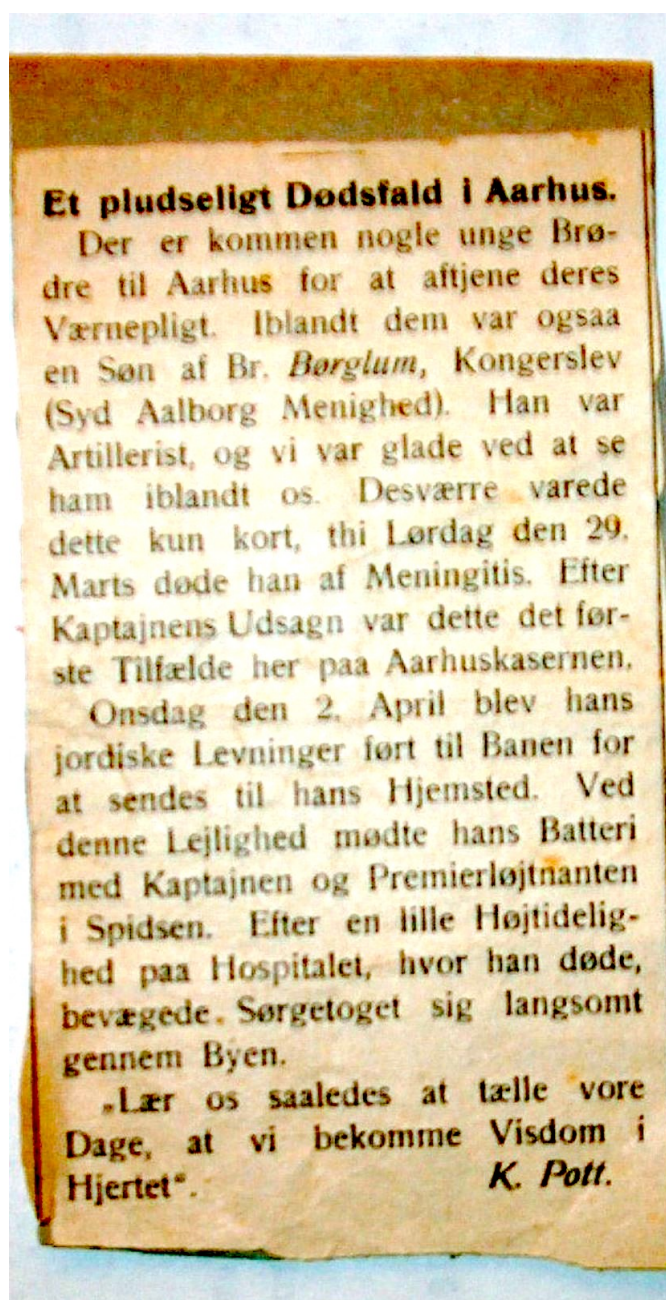 Et pludseligt Dødsfald i Aarhus.
Der er kommen nogle unge Brø-
dre til Aarhus for at aftjene deres
Værnepligt. Iblandt dem var ogsaa
en Søn af Br. Børglum, Kongerslev
(Syd Aalborg Menighed). Han var
Artillerist, og vi var glade ved at se
ham iblandt os. Desværre varede
dette kun kort, thi Lørdag den 29.
Marts døde han af Meningitis. Efter
Kaptajnens Udsagn var dette det før-
ste Tilfælde her paa Aarhuskasernen.
Onsdag den 2. April blev hans
jordiske Levninger ført til Banen for
at sendes til hans Hjemsted. Ved
denne Lejlighed mødte hans Batteri
med Kaptajnen og Premierløjtnanten
i Spidsen. Efter en lille Højtidelig-
hed paa Hospitalet, hvor han døde,
bevægede Sørgetoget sig langsomt
gennem Byen.
„Lær os saaledes at tælle vore
Dage, at vi bekomme Visdom i
Hjertet“. K. Pott.